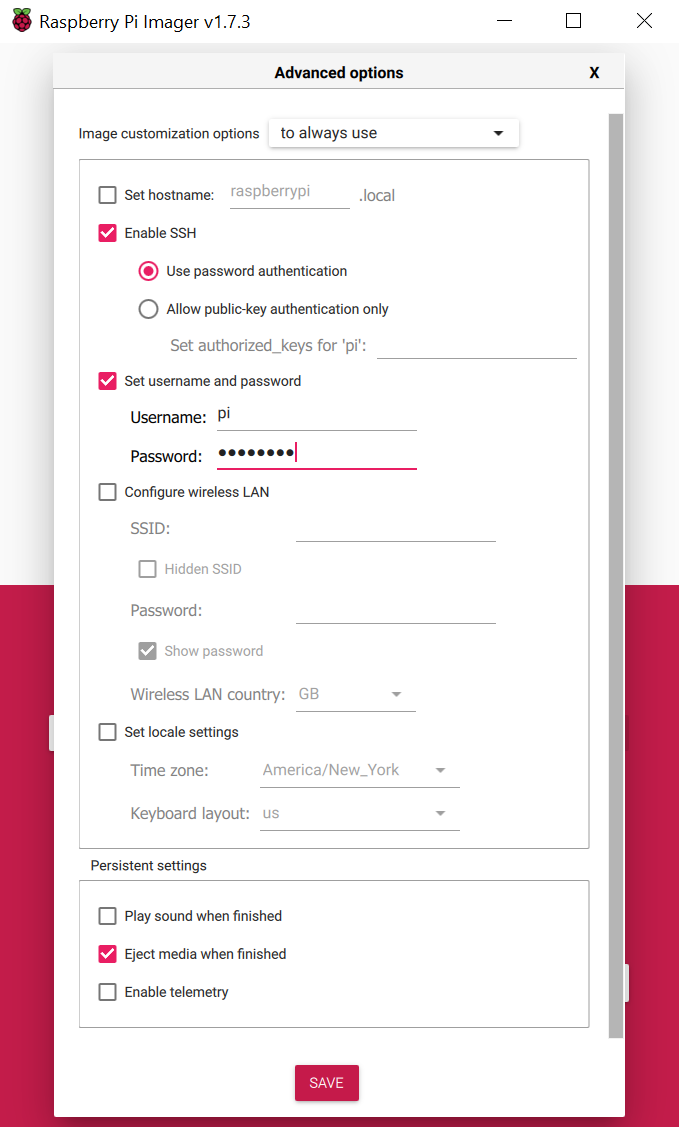 Raspberry Pi Imager v1.7.3
Advanced options
X
Image customization options to always use
Set hostname: raspberrypi .local
Enable SSH
Use password authentication
Allow public-key authentication only
Set authorized_keys for 'pi':
Set username and password
Username: pi
Password: ●●●●●●●●
Configure wireless LAN
SSID:
Hidden SSID
Password:
Show password
Wireless LAN country: GB
Set locale settings
Time zone: America/New_York
Keyboard layout: us
Persistent settings
Play sound when finished
Eject media when finished
Enable telemetry
SAVE